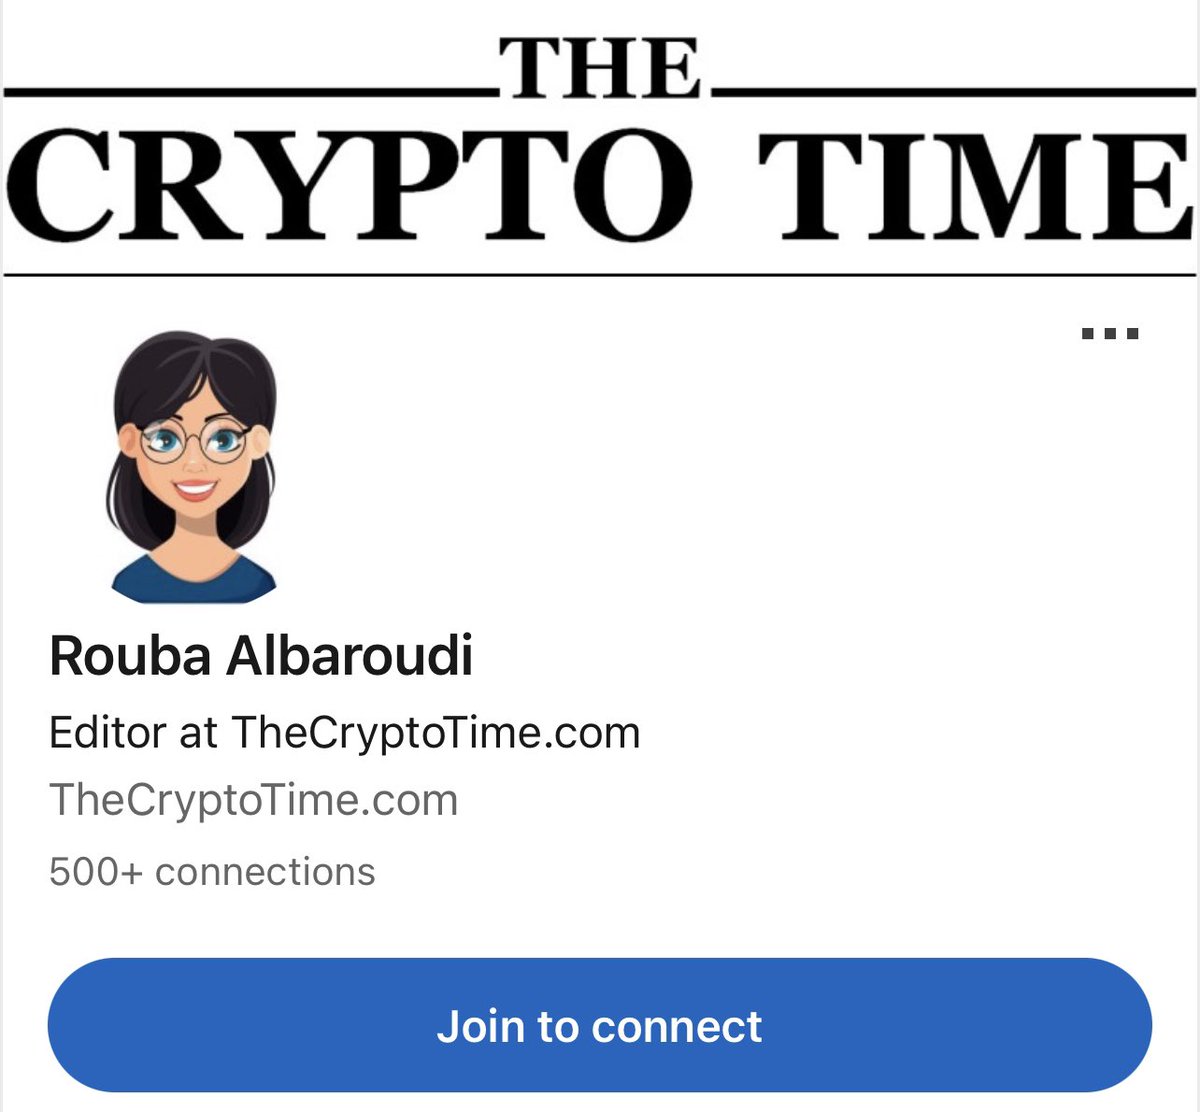 THE
CRYPTO TIME
Rouba Albaroudi
Editor at TheCryptoTime.com
TheCryptoTime.com
500+ connections
Join to connect